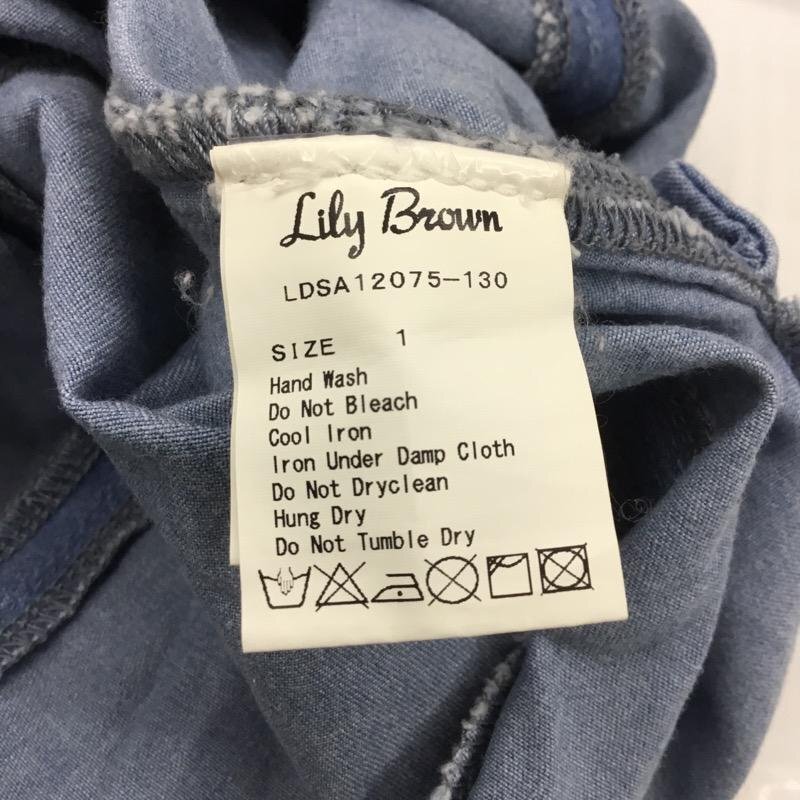 Lily Brown
LDSA12075-130
SIZE 1
Hand Wash
Do Not Bleach
Cool Iron
Iron Under Damp Cloth
Do Not Dryclean
Hung Dry
Do Not Tumble Dry